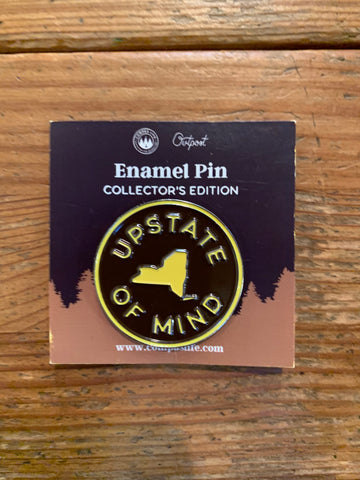 Outpost
Enamel Pin
COLLECTOR'S EDITION
UPSTATE
OF MIND